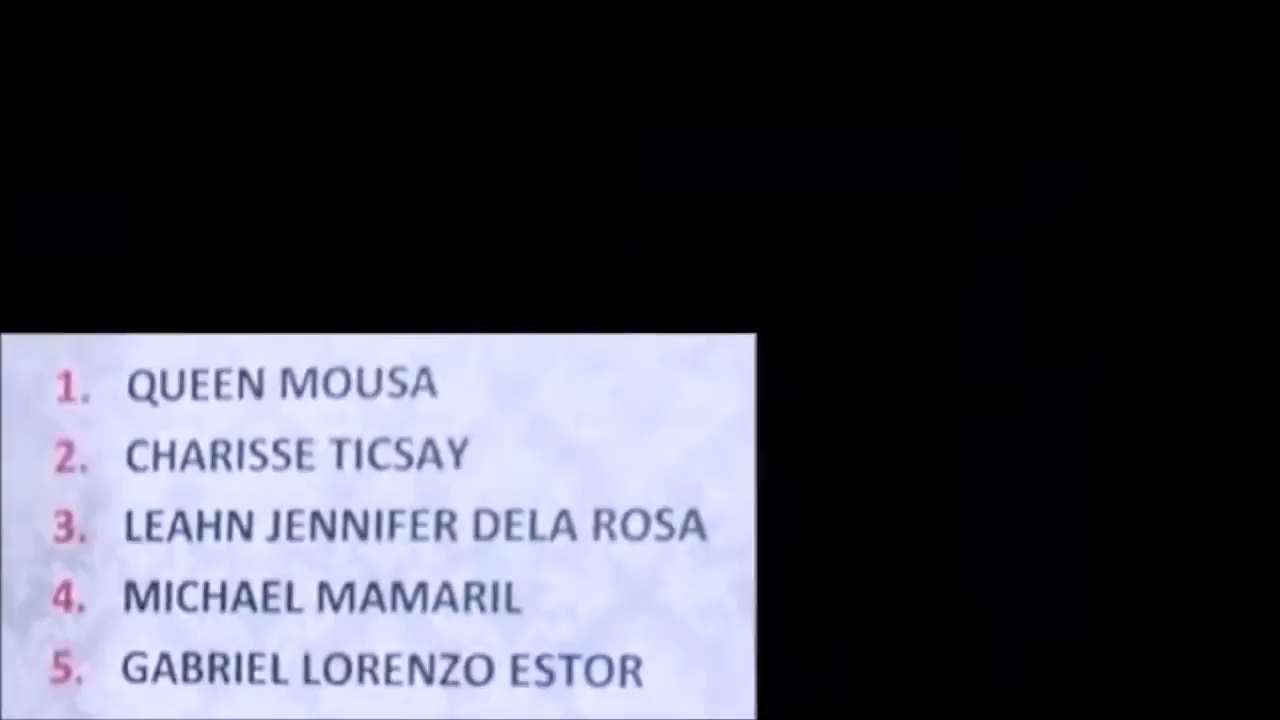 1. QUEEN MOUSA
2. CHARISSE TICSAY
3. LEAHN JENNIFER DELA ROSA
4. MICHAEL MAMARIL
5. GABRIEL LORENZO ESTOR